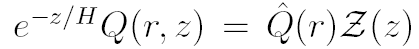 $e^{-z/H} Q(r, z) \, = \, \hat{Q}(r) \mathcal{Z}(z)$